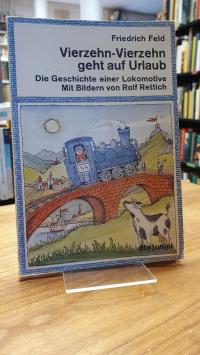 Friedrich Feld
Vierzehn-Vierzehn
geht auf Urlaub
Die Geschichte einer Lokomotive
Mit Bildern von Rolf Rettich
dtv junior